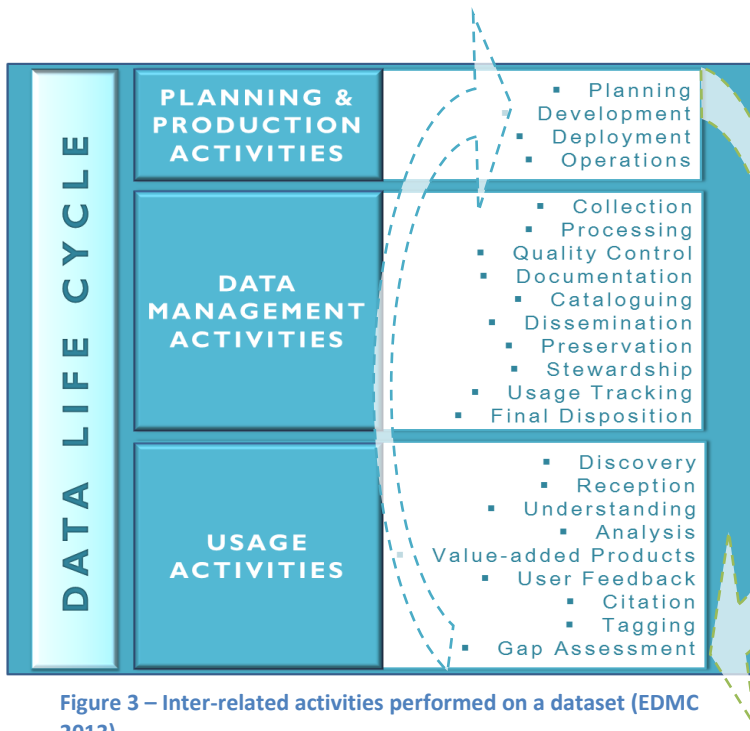 DATA LIFE CYCLE
PLANNING &
PRODUCTION
ACTIVITIES
▪ Planning
▪ Development
▪ Deployment
▪ Operations
DATA
MANAGEMENT
ACTIVITIES
▪ Collection
▪ Processing
▪ Quality Control
▪ Documentation
▪ Cataloguing
▪ Dissemination
▪ Preservation
▪ Stewardship
▪ Usage Tracking
▪ Final Disposition
USAGE
ACTIVITIES
▪ Discovery
▪ Reception
▪ Understanding
▪ Analysis
▪ Value-added Products
▪ User Feedback
▪ Citation
▪ Tagging
▪ Gap Assessment
Figure 3 – Inter-related activities performed on a dataset (EDMC